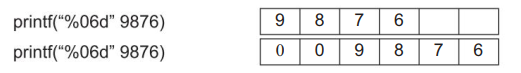 printf(“%06d” 9876) 9 8 7 6
printf(“%06d” 9876) 0 0 9 8 7 6